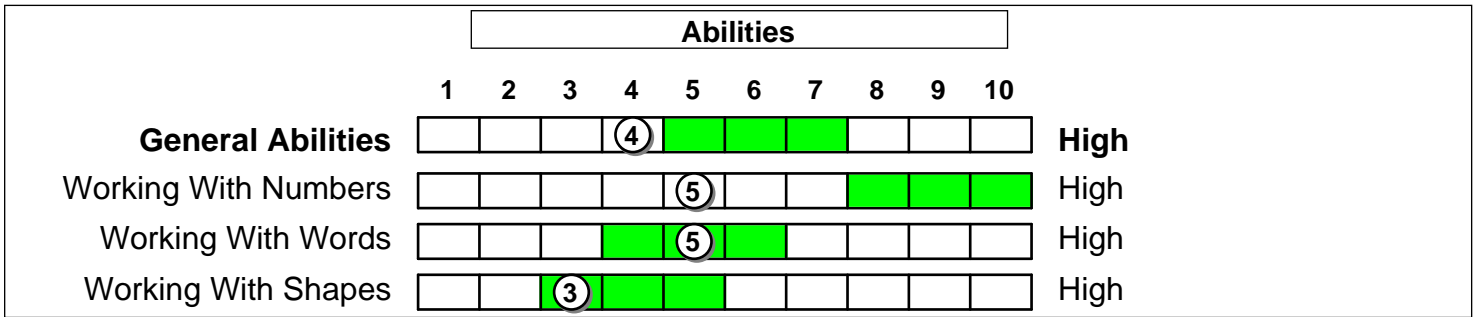 Abilities
1 2 3 4 5 6 7 8 9 10
General Abilities 4 High
Working With Numbers 5 High
Working With Words 5 High
Working With Shapes 3 High